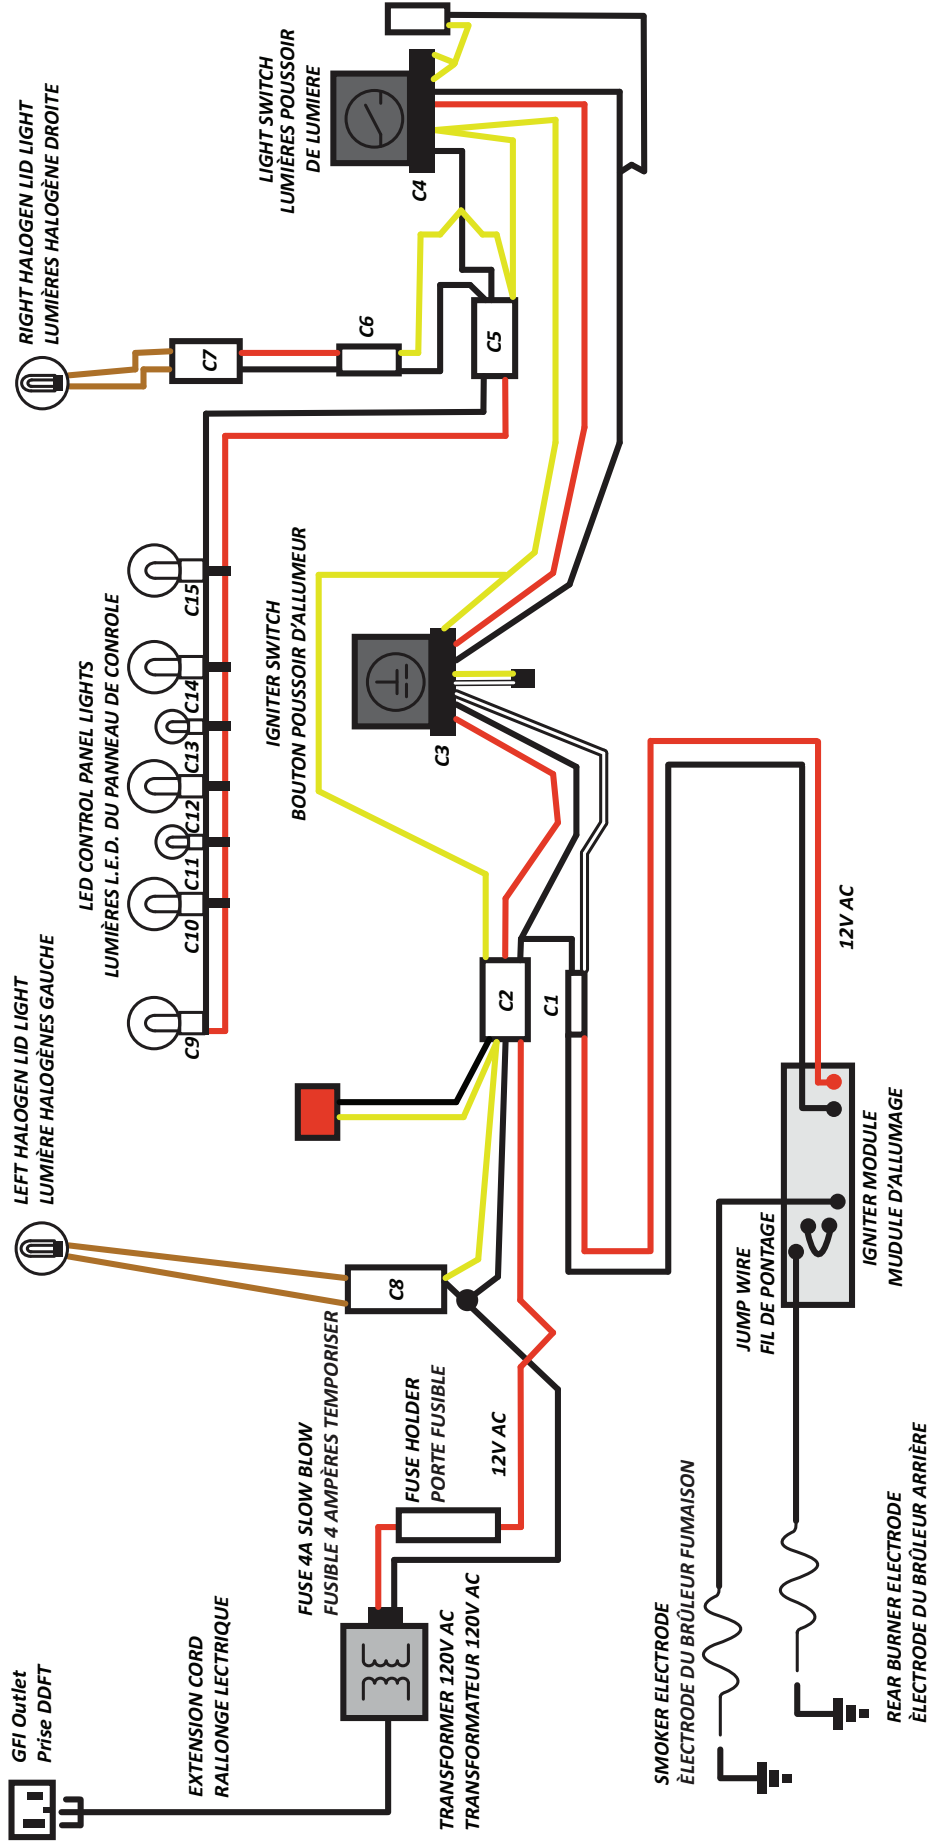 GFI Outlet
Prise DDFT
EXTENSION CORD
RALLONGE LECTRIQUE
TRANSFORMER 120V AC
TRANSFORMATEUR 120V AC
FUSE 4A SLOW BLOW
FUSIBLE 4 AMPÈRES TEMPORISER
FUSE HOLDER
PORTE FUSIBLE
12V AC
LEFT HALOGEN LID LIGHT
LUMIÈRE HALOGÈNES GAUCHE
C8
C2
C1
LED CONTROL PANEL LIGHTS
LUMIÈRES L.E.D. DU PANNEAU DE CONROLE
C9
C10
C11
C12
C13
C14
C15
IGNITER SWITCH
BOUTON POUSSOIR D'ALLUMEUR
C3
RIGHT HALOGEN LID LIGHT
LUMIÈRES HALOGÈNE DROITE
C7
C6
C5
LIGHT SWITCH
LUMIÈRES POUSSOIR
DE LUMIERE
C4
SMOKER ELECTRODE
ÈLECTRODE DU BRÛLEUR FUMAISON
REAR BURNER ELECTRODE
ÈLECTRODE DU BRÛLEUR ARRIÈRE
JUMP WIRE
FIL DE PONTAGE
IGNITER MODULE
MUDULE D'ALLUMAGE
12V AC